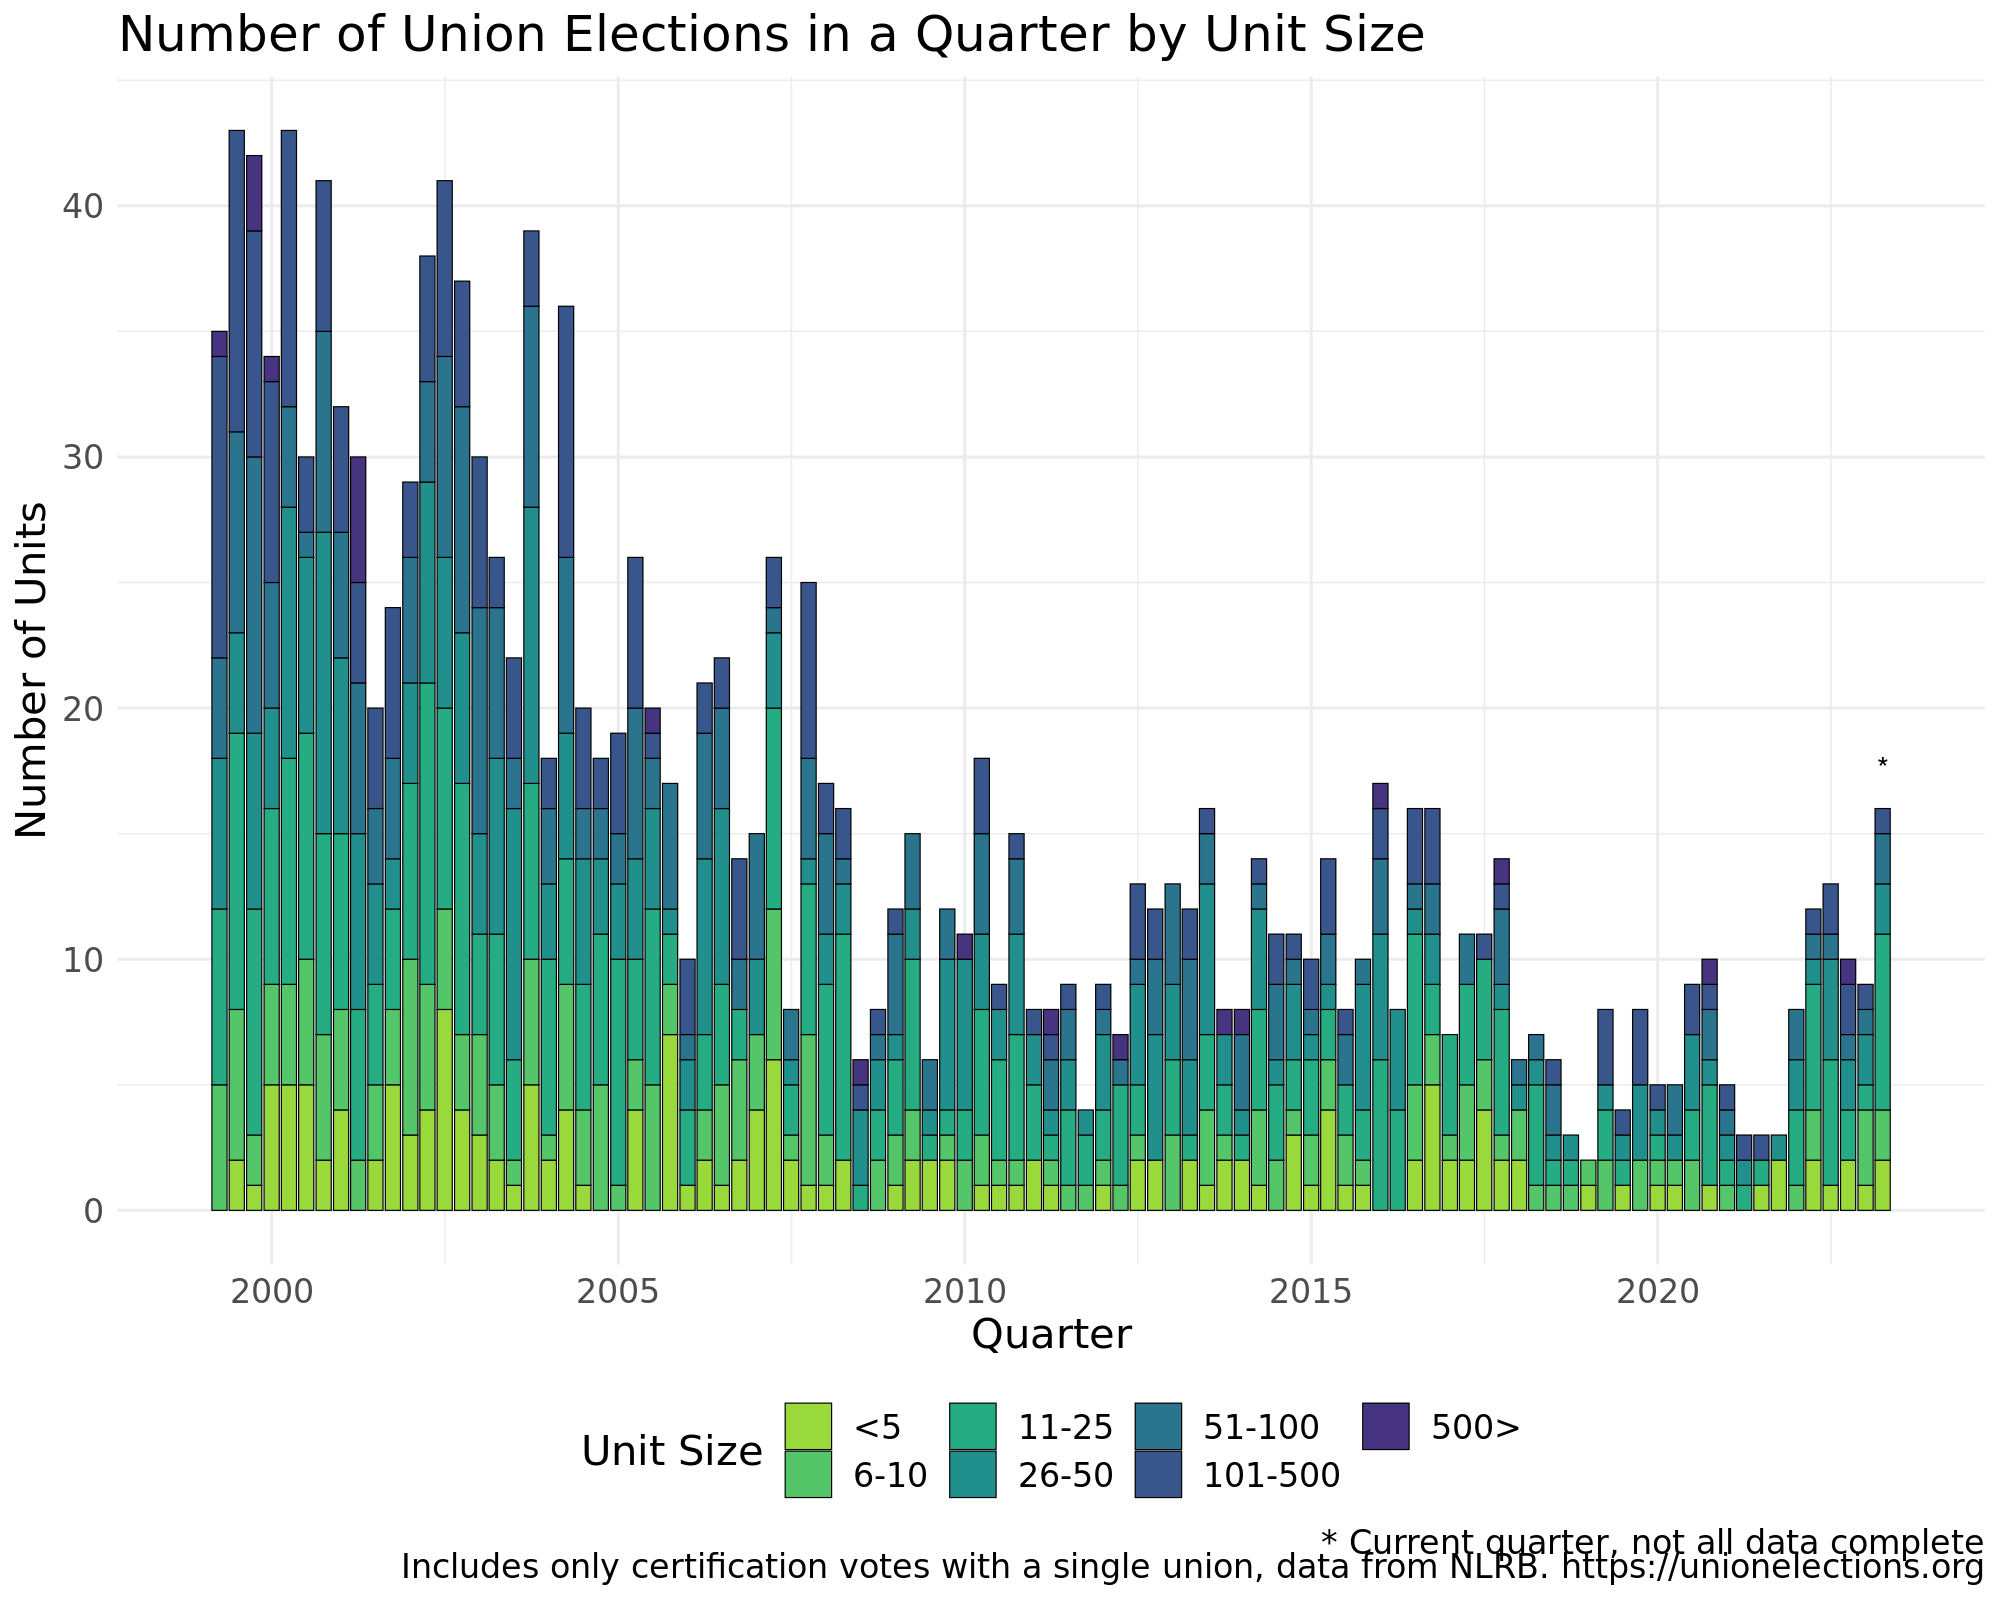 Number of Union Elections in a Quarter by Unit Size
Number of Units
40
30
20
10
0
*
2000 2005 2010 2015 2020
Quarter
Unit Size
<5 11-25 51-100 500>
6-10 26-50 101-500
* Current quarter, not all data complete
Includes only certification votes with a single union, data from NLRB. https://unionelections.org